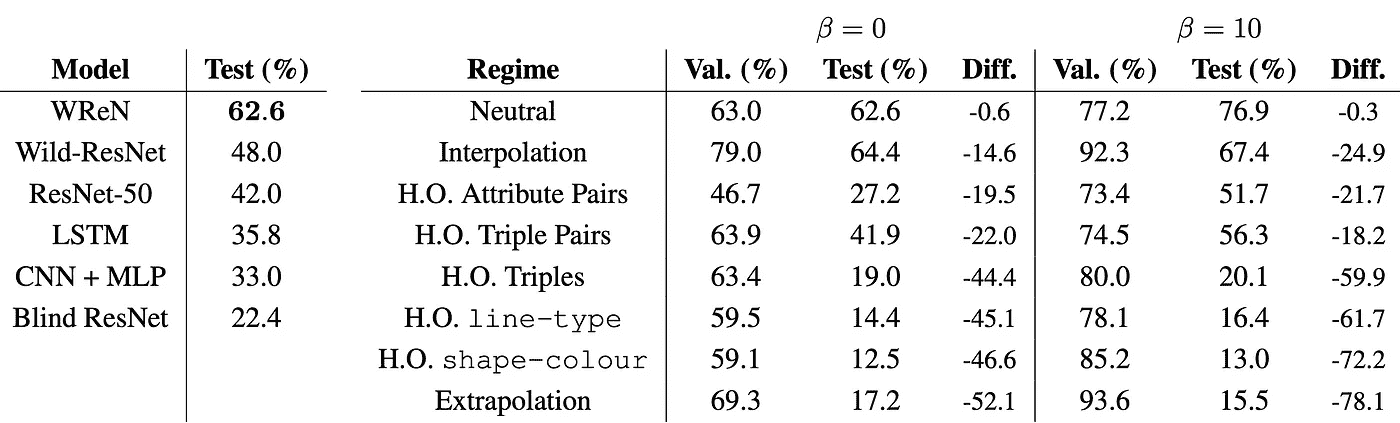 β = 0 β = 10
Model Test (%) Regime Val. (%) Test (%) Diff. Val. (%) Test (%) Diff.
WReN 62.6 Neutral 63.0 62.6 -0.6 77.2 76.9 -0.3
Wild-ResNet 48.0 Interpolation 79.0 64.4 -14.6 92.3 67.4 -24.9
ResNet-50 42.0 H.O. Attribute Pairs 46.7 27.2 -19.5 73.4 51.7 -21.7
LSTM 35.8 H.O. Triple Pairs 63.9 41.9 -22.0 74.5 56.3 -18.2
CNN + MLP 33.0 H.O. Triples 63.4 19.0 -44.4 80.0 20.1 -59.9
Blind ResNet 22.4 H.O. line-type 59.5 14.4 -45.1 78.1 16.4 -61.7
H.O. shape-colour 59.1 12.5 -46.6 85.2 13.0 -72.2
Extrapolation 69.3 17.2 -52.1 93.6 15.5 -78.1